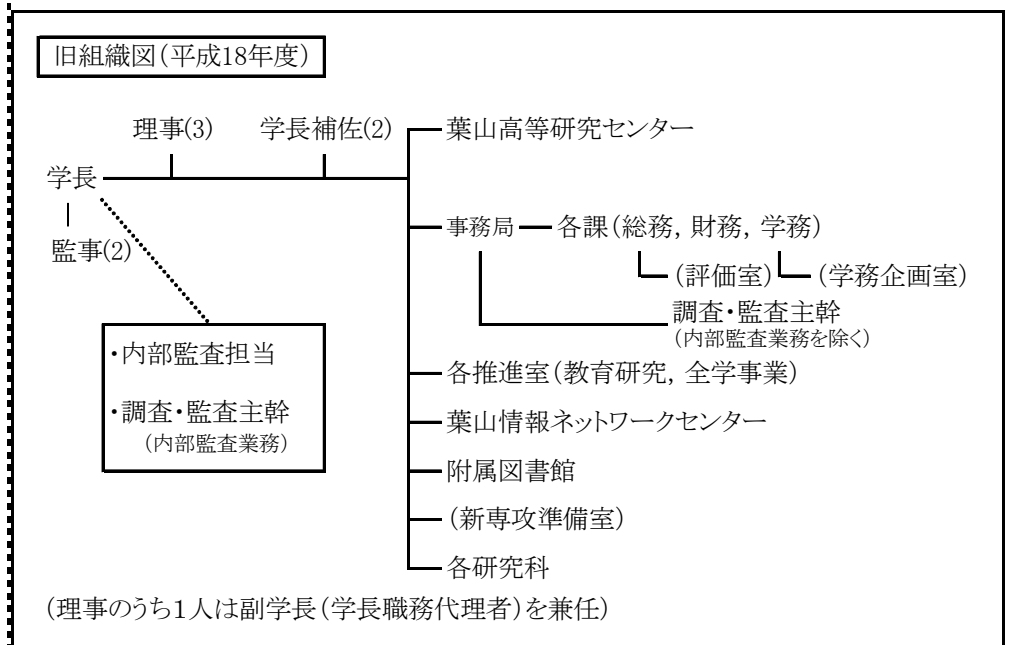 旧組織図(平成18年度)
理事(3) 学長補佐(2) 葉山高等研究センター
学長
監事(2)
事務局 各課(総務, 財務, 学務)
(評価室) (学務企画室)
調査・監査主幹
(内部監査業務を除く)
・内部監査担当
・調査・監査主幹
(内部監査業務)
各推進室(教育研究, 全学事業)
葉山情報ネットワークセンター
附属図書館
(新専攻準備室)
各研究科
(理事のうち1人は副学長(学長職務代理者)を兼任)